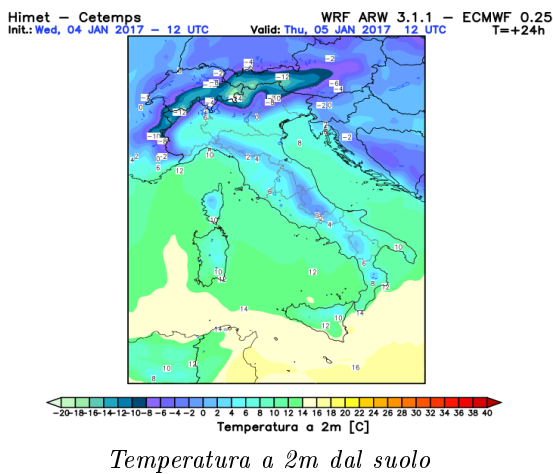 Himet – Cetemps WRF ARW 3.1.1 – ECMWF 0.25
Init.: Wed, 04 JAN 2017 – 12 UTC Valid: Thu, 05 JAN 2017 12 UTC T=+24h
-20 -18 -16 -14 -12 -10 -8 -6 -4 -2 0 2 4 6 8 10 12 14 16 18 20 22 24 26 28 30 32 34 36 38 40
Temperatura a 2m [C]
Temperatura a 2m dal suolo